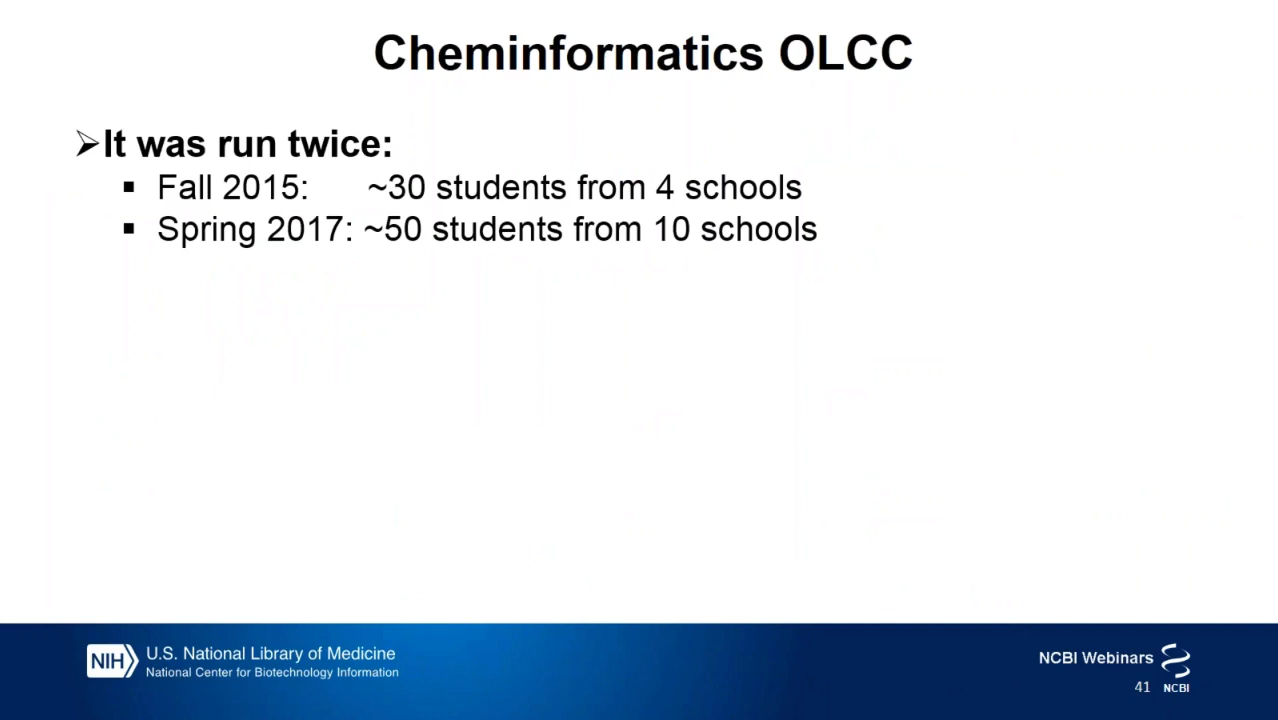 Cheminformatics OLCC
➢It was run twice:
▪ Fall 2015: ~30 students from 4 schools
▪ Spring 2017: ~50 students from 10 schools
NIH U.S. National Library of Medicine
National Center for Biotechnology Information
NCBI Webinars
41 NCBI